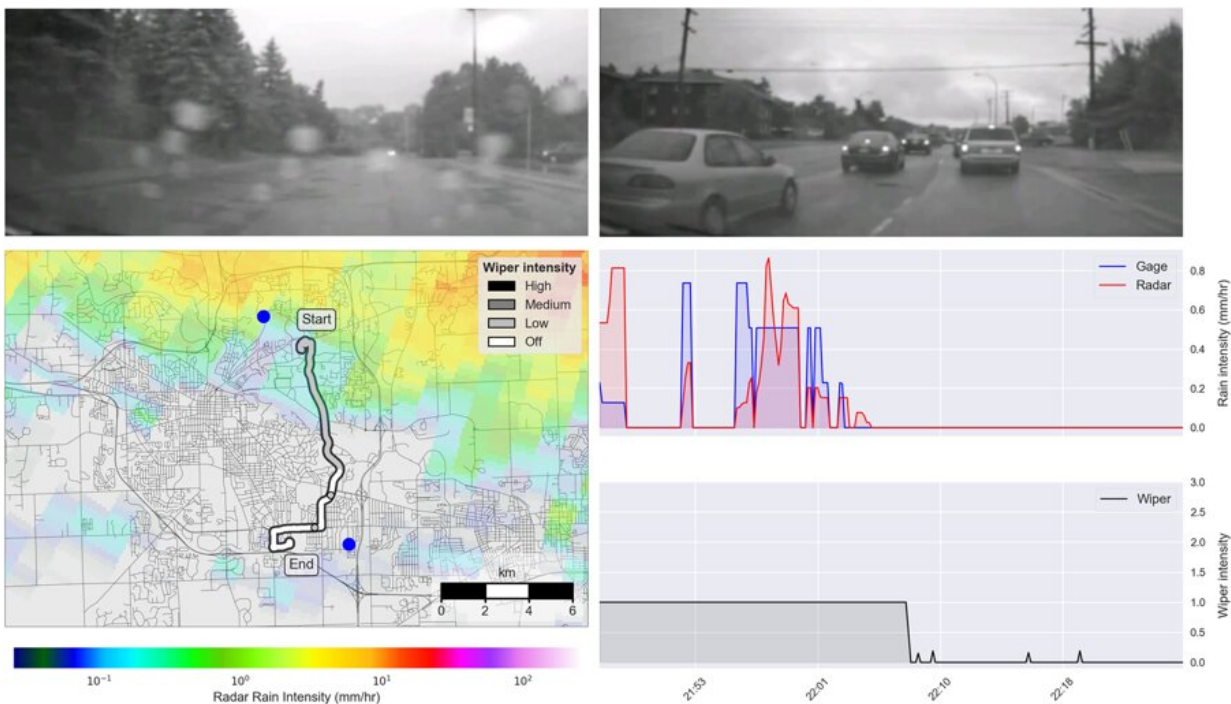 Wiper intensity
High
Medium
Low
Off
Start
End
km
0 2 4 6
10⁻¹ 10⁰ 10¹ 10²
Radar Rain Intensity (mm/hr)
Gage
Radar
0.8
0.6
0.4
0.2
0.0
Rain intensity (mm/hr)
Wiper
3.0
2.5
2.0
1.5
1.0
0.5
0.0
Wiper intensity
21:53 22:01 22:10 22:18